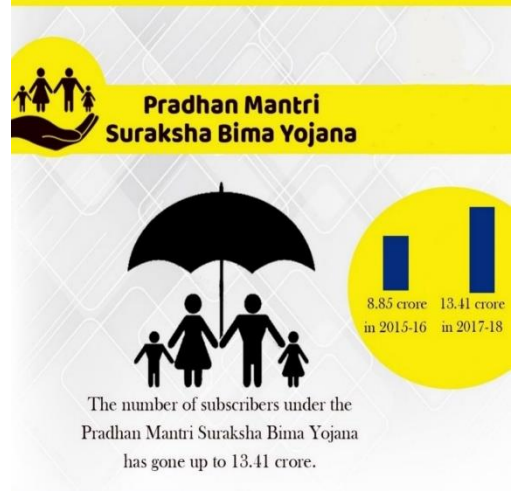 Pradhan Mantri
Suraksha Bima Yojana
8.85 crore
in 2015-16
13.41 crore
in 2017-18
The number of subscribers under the
Pradhan Mantri Suraksha Bima Yojana
has gone up to 13.41 crore.